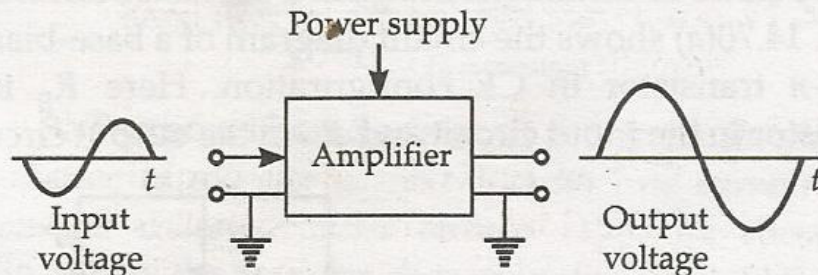 Power supply
Amplifier
t
Input
voltage
t
Output
voltage